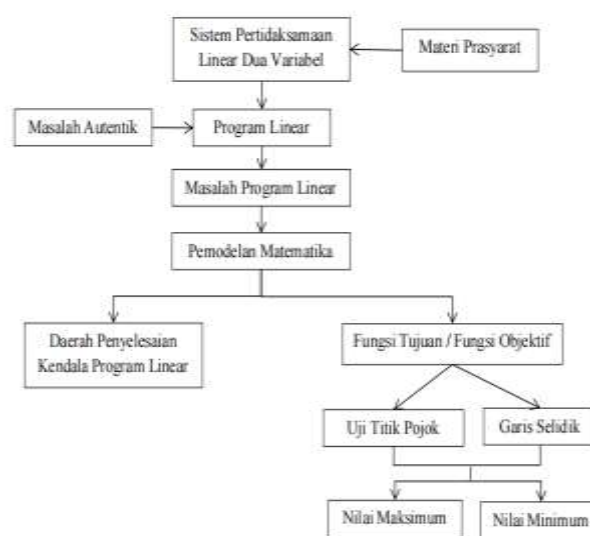 Sistem Pertidaksamaan
Linear Dua Variabel
Materi Prasyarat
Masalah Autentik
Program Linear
Masalah Program Linear
Pemodelan Matematika
Daerah Penyelesaian
Kendala Program Linear
Fungsi Tujuan / Fungsi Objektif
Uji Titik Pojok
Garis Selidik
Nilai Maksimum
Nilai Minimum